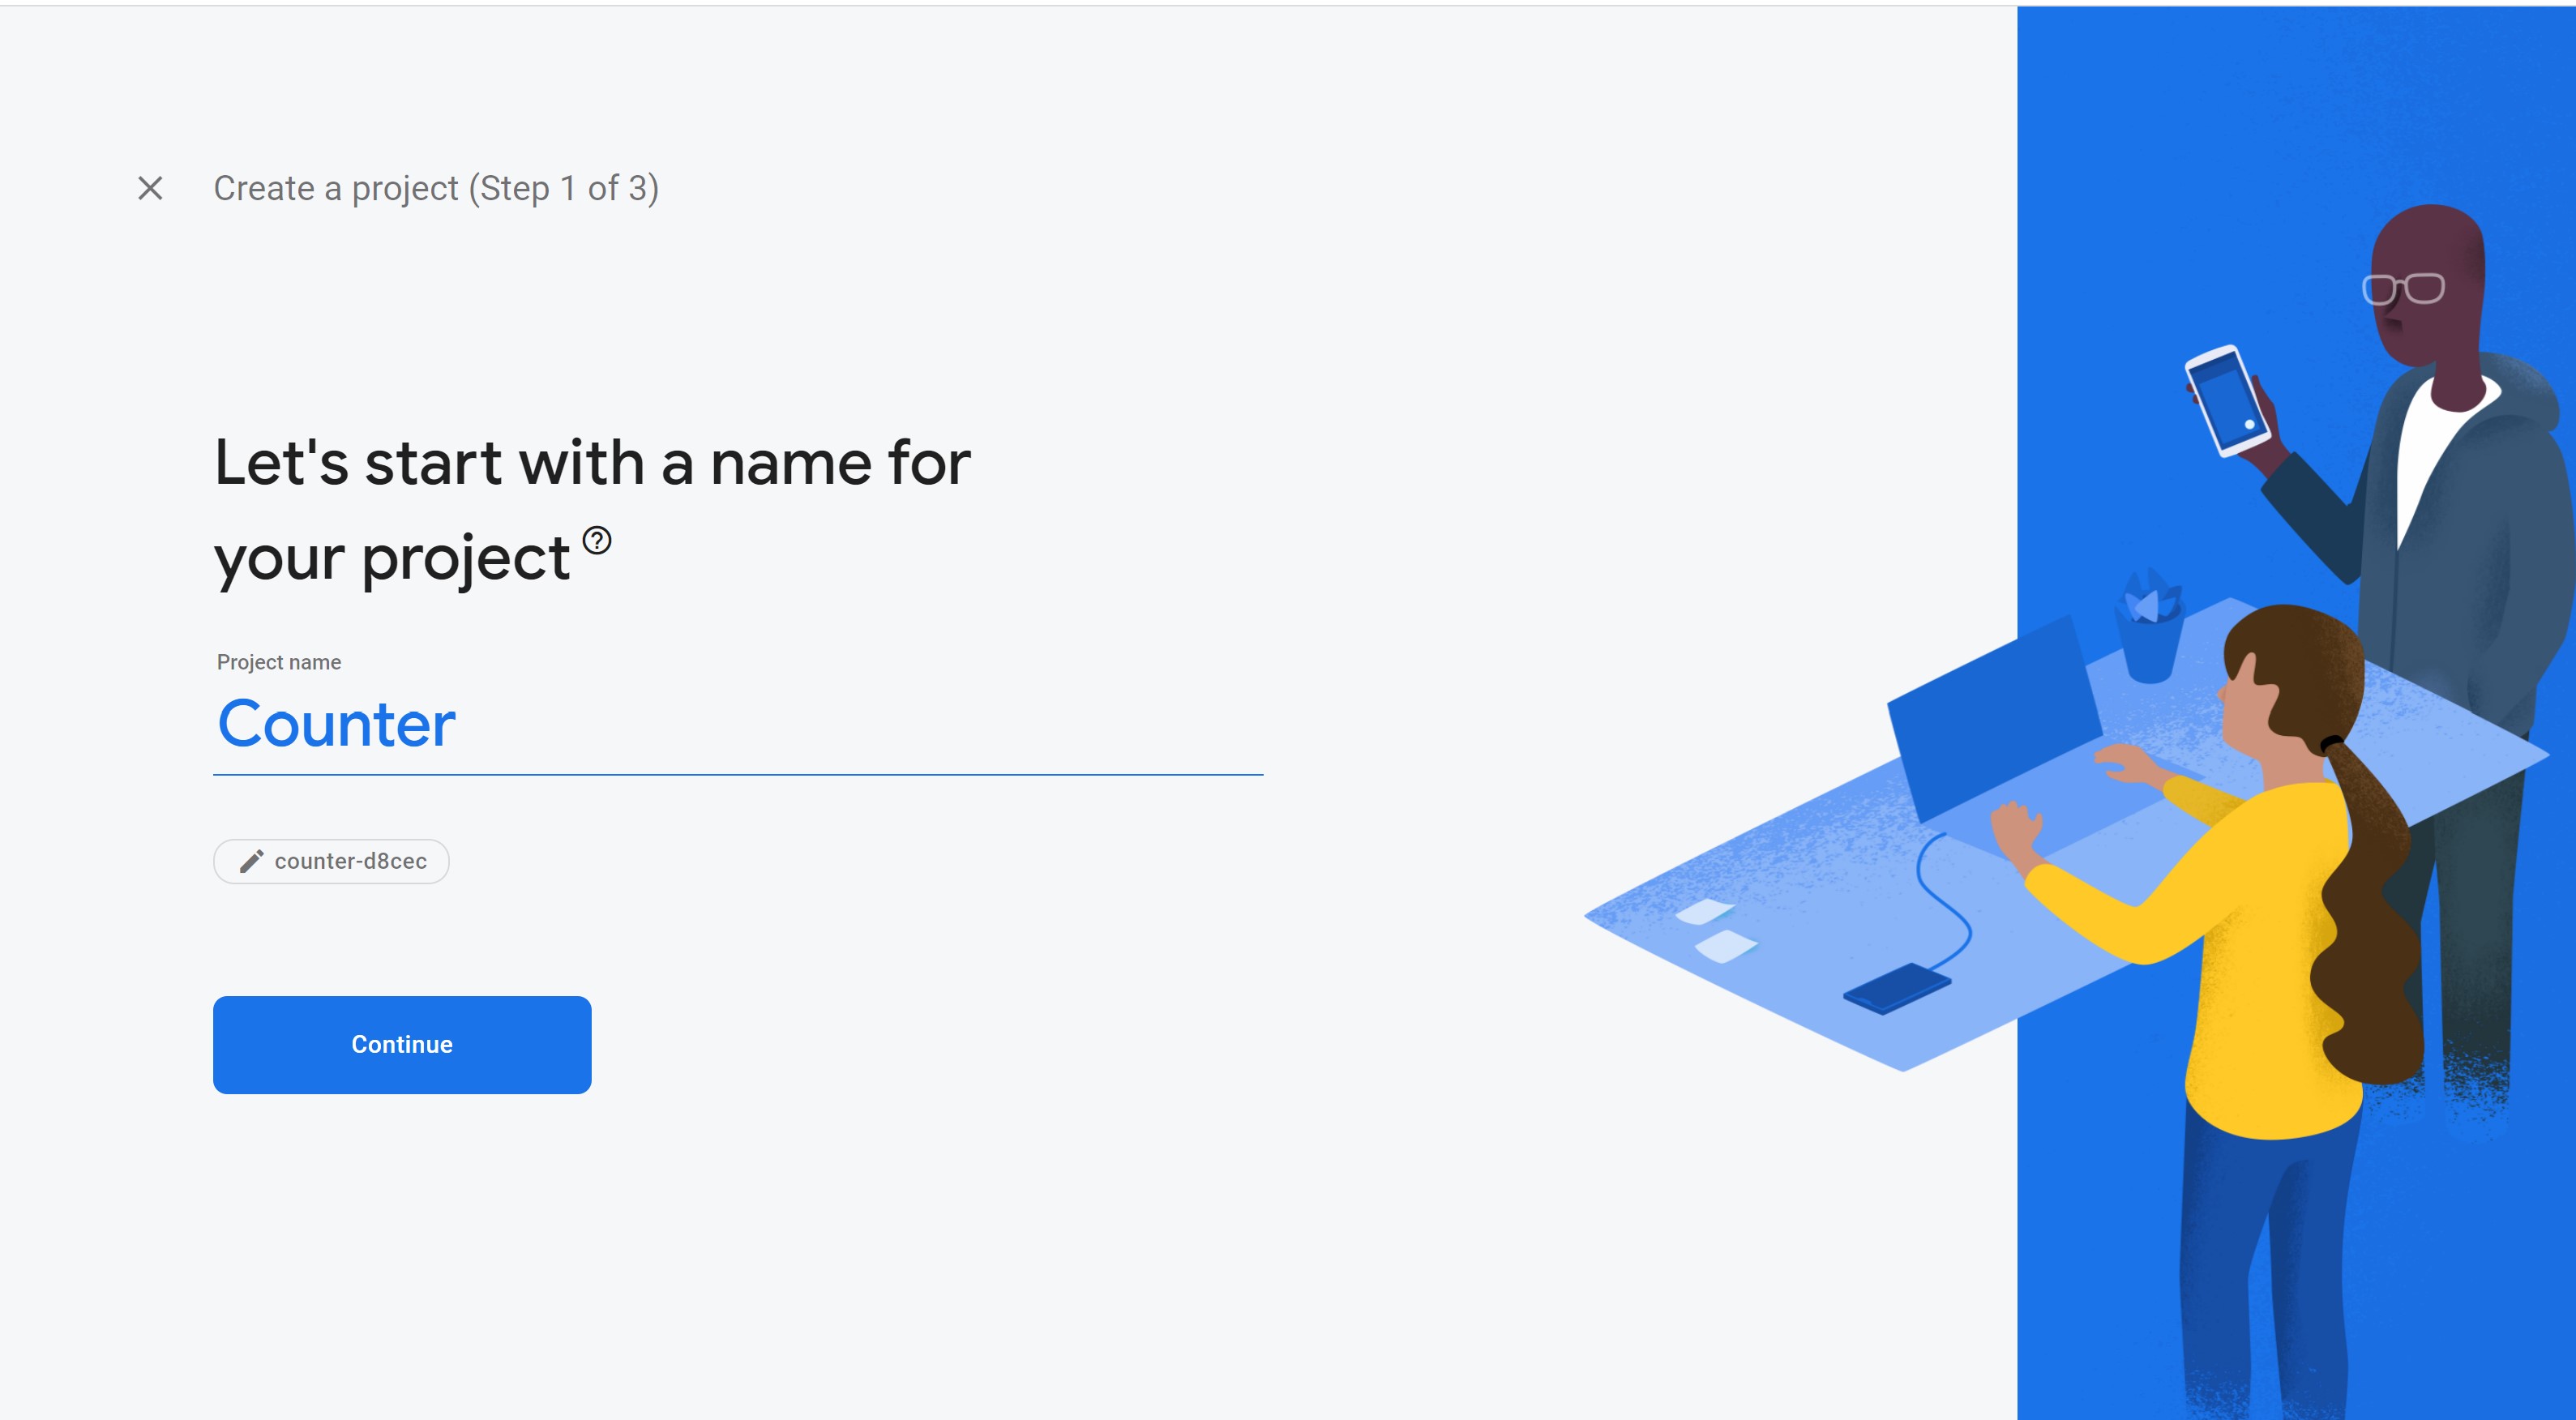 Create a project (Step 1 of 3)
Let's start with a name for
your project
Project name
Counter
counter-d8cec
Continue